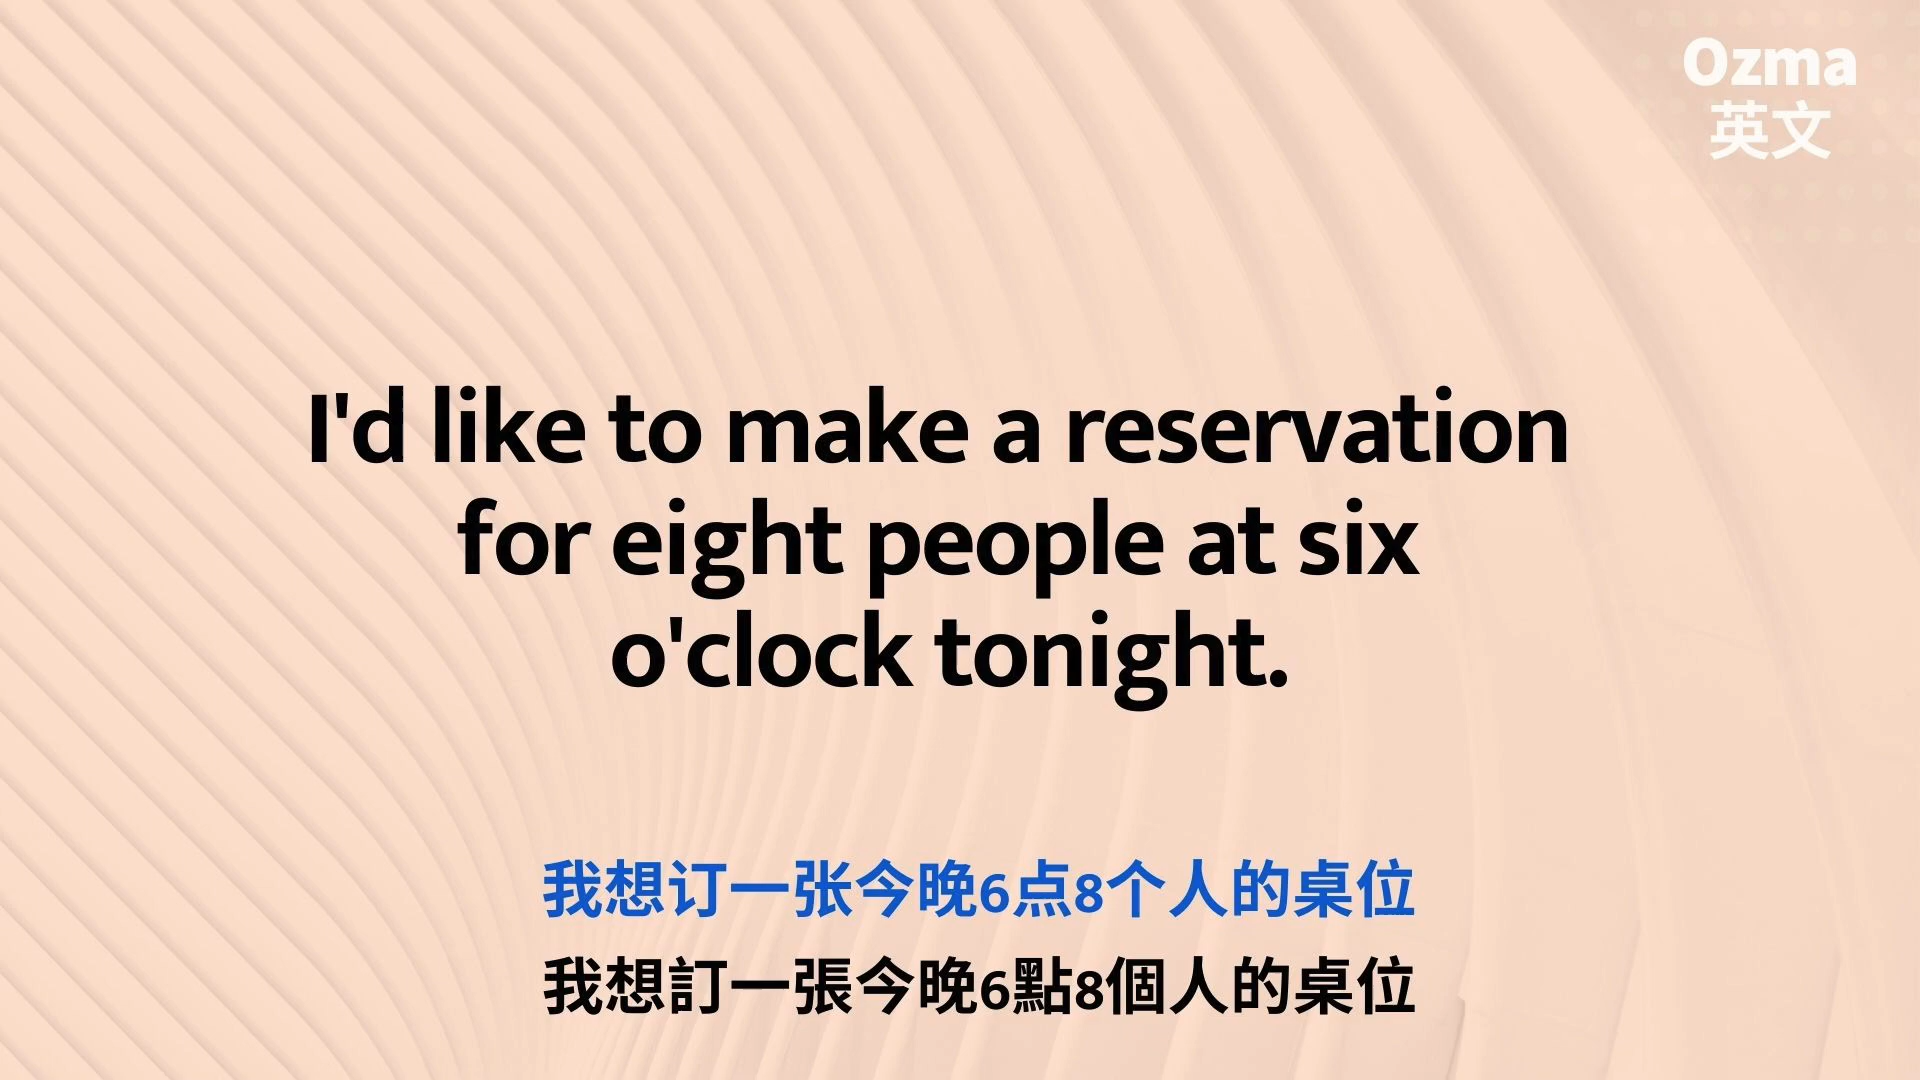 Ozma
英文
I'd like to make a reservation
for eight people at six
o'clock tonight.
我想订一张今晚6点8个人的桌位
我想訂一張今晚6點8個人的桌位